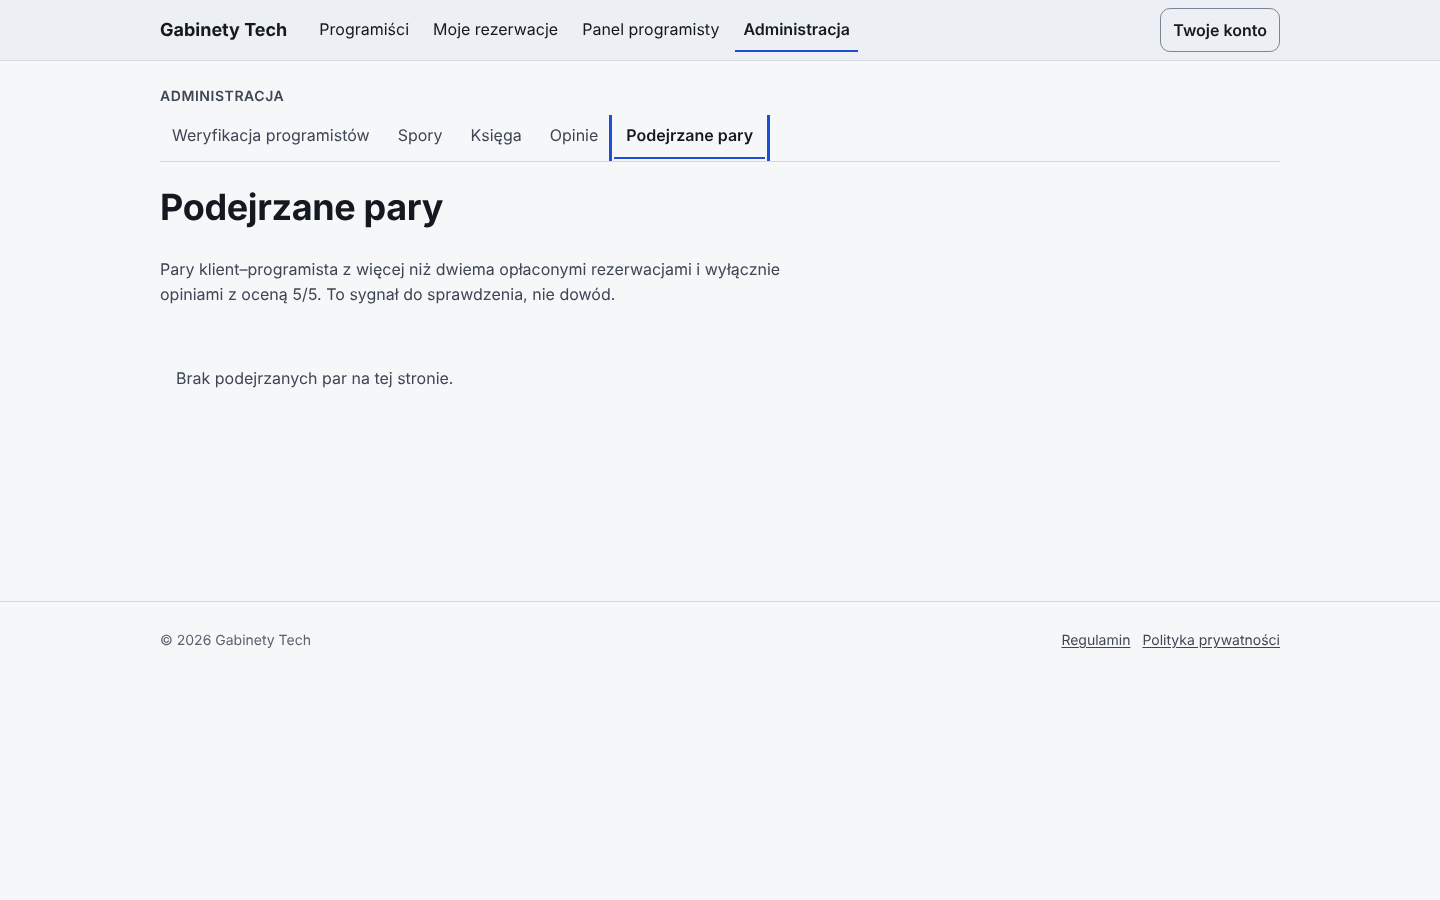 Gabinety Tech Programiści Moje rezerwacje Panel programisty Administracja Twoje konto
ADMINISTRACJA
Weryfikacja programistów Spory Księga Opinie Podejrzane pary
Podejrzane pary
Pary klient–programista z więcej niż dwiema opłaconymi rezerwacjami i wyłącznie
opiniami z oceną 5/5. To sygnał do sprawdzenia, nie dowód.
Brak podejrzanych par na tej stronie.
© 2026 Gabinety Tech Regulamin Polityka prywatności